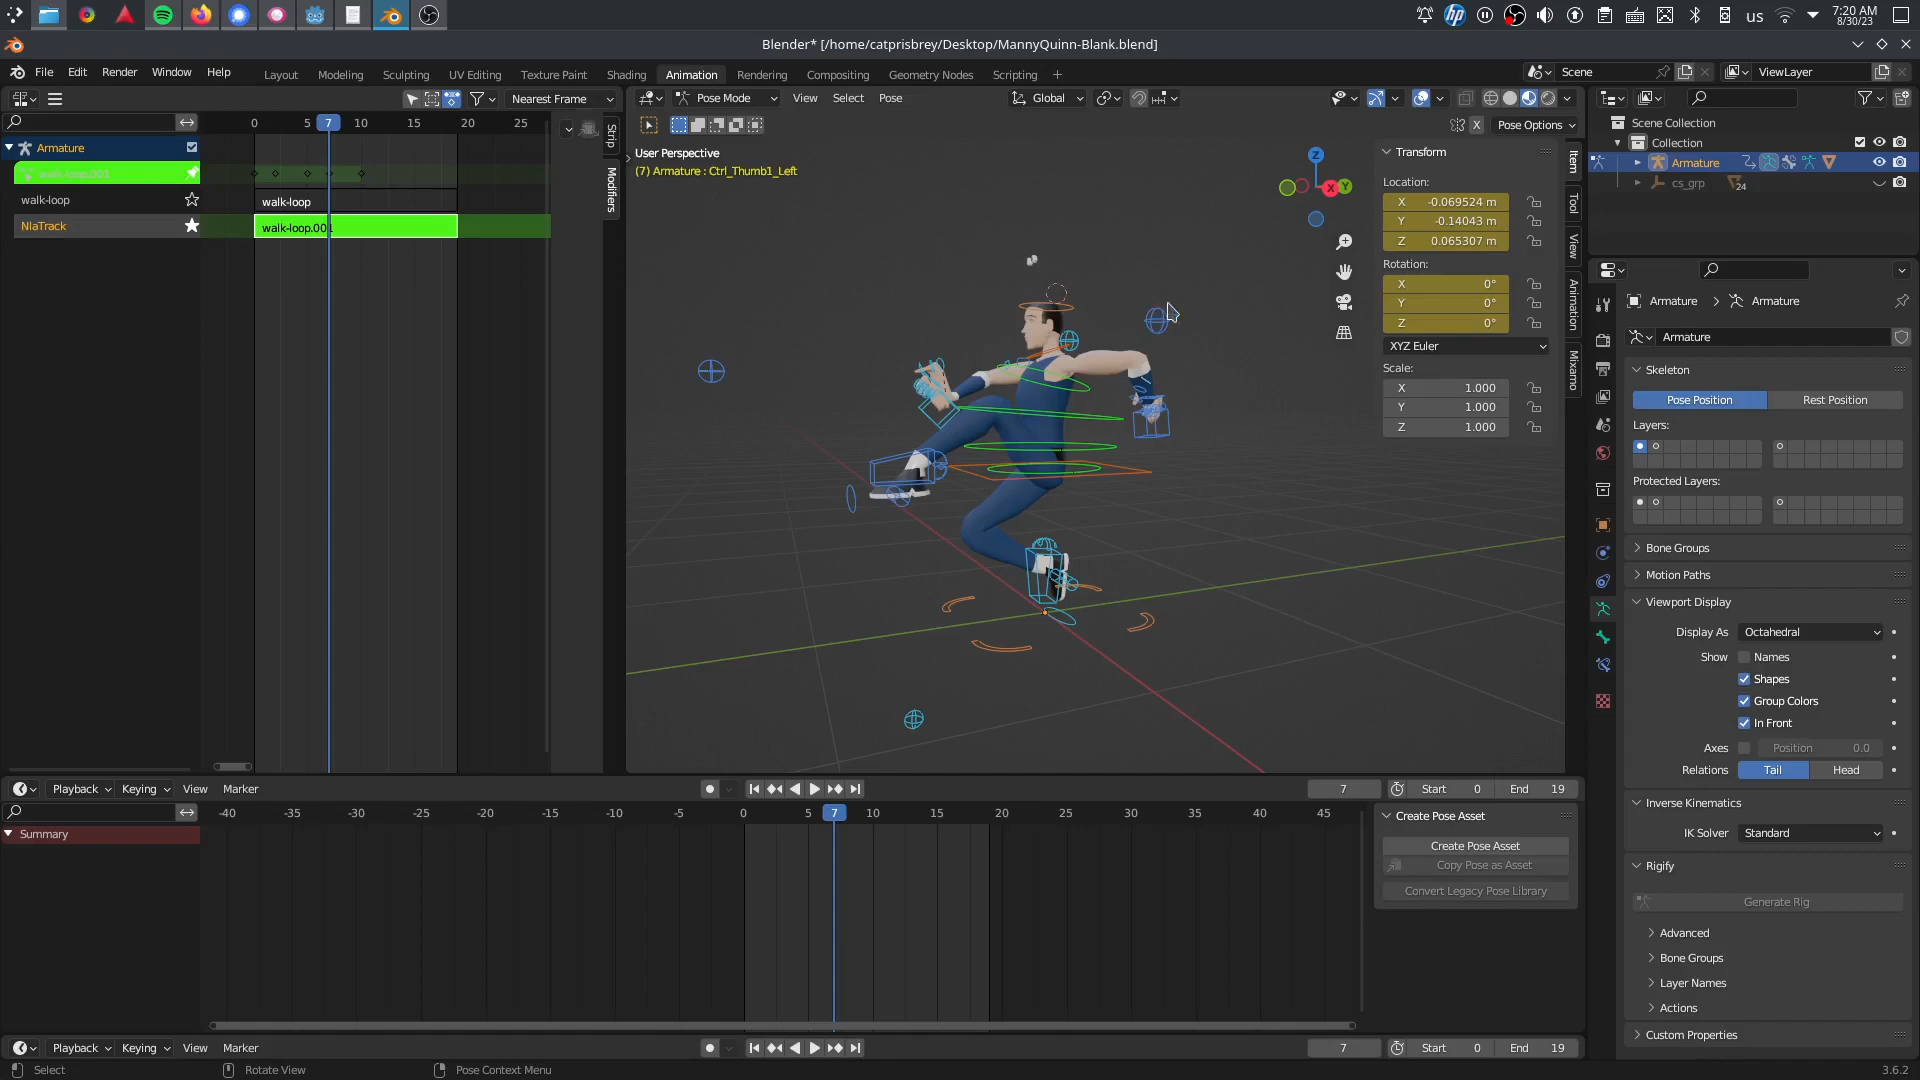 us
7:20 AM
8/30/23
Blender* [/home/catprisbrey/Desktop/MannyQuinn-Blank.blend]
File Edit Render Window Help
Layout Modeling Sculpting UV Editing Texture Paint Shading Animation Rendering Compositing Geometry Nodes Scripting +
Scene
ViewLayer
Nearest Frame
Pose Mode View Select Pose
Global
0 5 7 10 15 20 25
Armature
walk-loop.001
walk-loop
walk-loop
NlaTrack
walk-loop.001
Strip
Modifiers
X
Pose Options
User Perspective
(7) Armature : Ctrl_Thumb1_Left
Z
X
Y
Transform
Location:
X -0.069524 m
Y -0.14043 m
Z 0.065307 m
Rotation:
X 0°
Y 0°
Z 0°
XYZ Euler
Scale:
X 1.000
Y 1.000
Z 1.000
Item
Tool
View
Animation
Mixamo
Scene Collection
Collection
Armature
cs_grp
24
Armature > Armature
Armature
Skeleton
Pose Position Rest Position
Layers:
Protected Layers:
Bone Groups
Motion Paths
Viewport Display
Display As Octahedral
Show Names
Shapes
Group Colors
In Front
Axes Position 0.0
Relations Tail Head
Inverse Kinematics
IK Solver Standard
Rigify
Generate Rig
Advanced
Bone Groups
Layer Names
Actions
Custom Properties
Playback Keying View Marker
7 Start 0 End 19
-40 -35 -30 -25 -20 -15 -10 -5 0 5 7 10 15 20 25 30 35 40 45
Summary
Create Pose Asset
Create Pose Asset
Copy Pose as Asset
Convert Legacy Pose Library
Playback Keying View Marker
7 Start 0 End 19
Select Rotate View Pose Context Menu
3.6.2